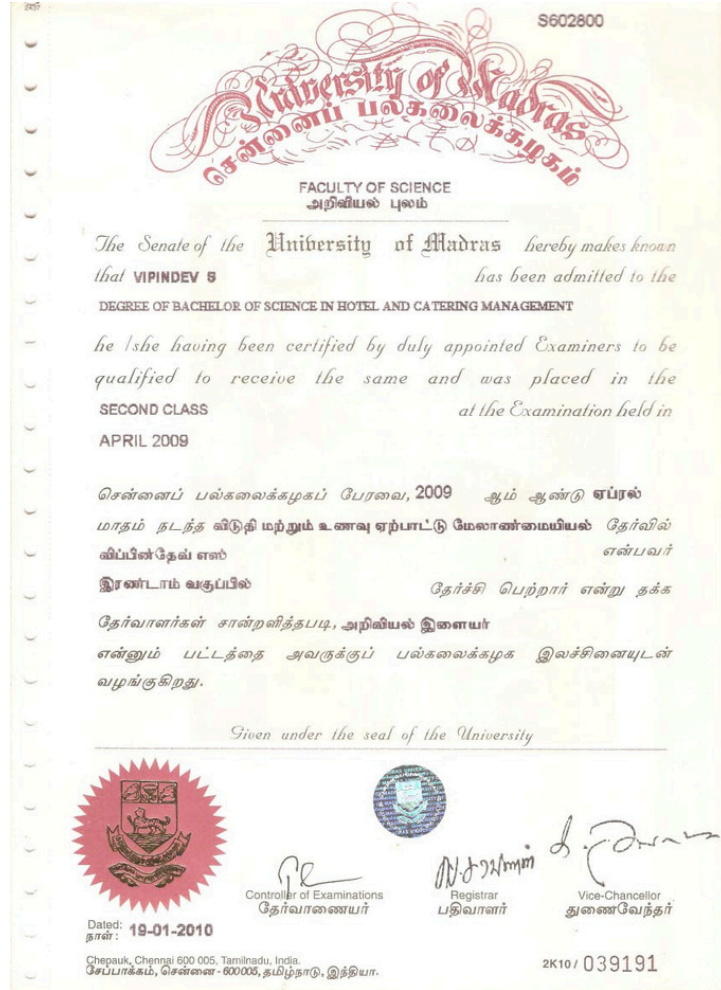 S602800
University of Madras
சென்னைப் பல்கலைக்கழகம்
FACULTY OF SCIENCE
அறிவியல் புலம்
The Senate of the University of Madras hereby makes known
that VIPINDEV S has been admitted to the
DEGREE OF BACHELOR OF SCIENCE IN HOTEL AND CATERING MANAGEMENT
he / she having been certified by duly appointed Examiners to be
qualified to receive the same and was placed in the
SECOND CLASS at the Examination held in
APRIL 2009
சென்னைப் பல்கலைக்கழகப் பேரவை, 2009 ஆம் ஆண்டு ஏப்ரல்
மாதம் நடந்த விடுதி மற்றும் உணவு ஏற்பாட்டு மேலாண்மையியல் தேர்வில்
விப்பின்தேவ் எஸ் என்பவர்
இரண்டாம் வகுப்பில் தேர்ச்சி பெற்றார் என்று தக்க
தேர்வாளர்கள் சான்றளித்தபடி, அறிவியல் இளையர்
என்னும் பட்டத்தை அவருக்குப் பல்கலைக்கழக இலச்சினையுடன்
வழங்குகிறது.
Given under the seal of the University
Controller of Examinations
தேர்வாணையர்
Registrar
பதிவாளர்
Vice-Chancellor
துணைவேந்தர்
Dated: 19-01-2010
நாள் :
Chepauk, Chennai 600 005, Tamilnadu, India.
சேப்பாக்கம், சென்னை - 600005, தமிழ்நாடு, இந்தியா.
2K10 / 039191